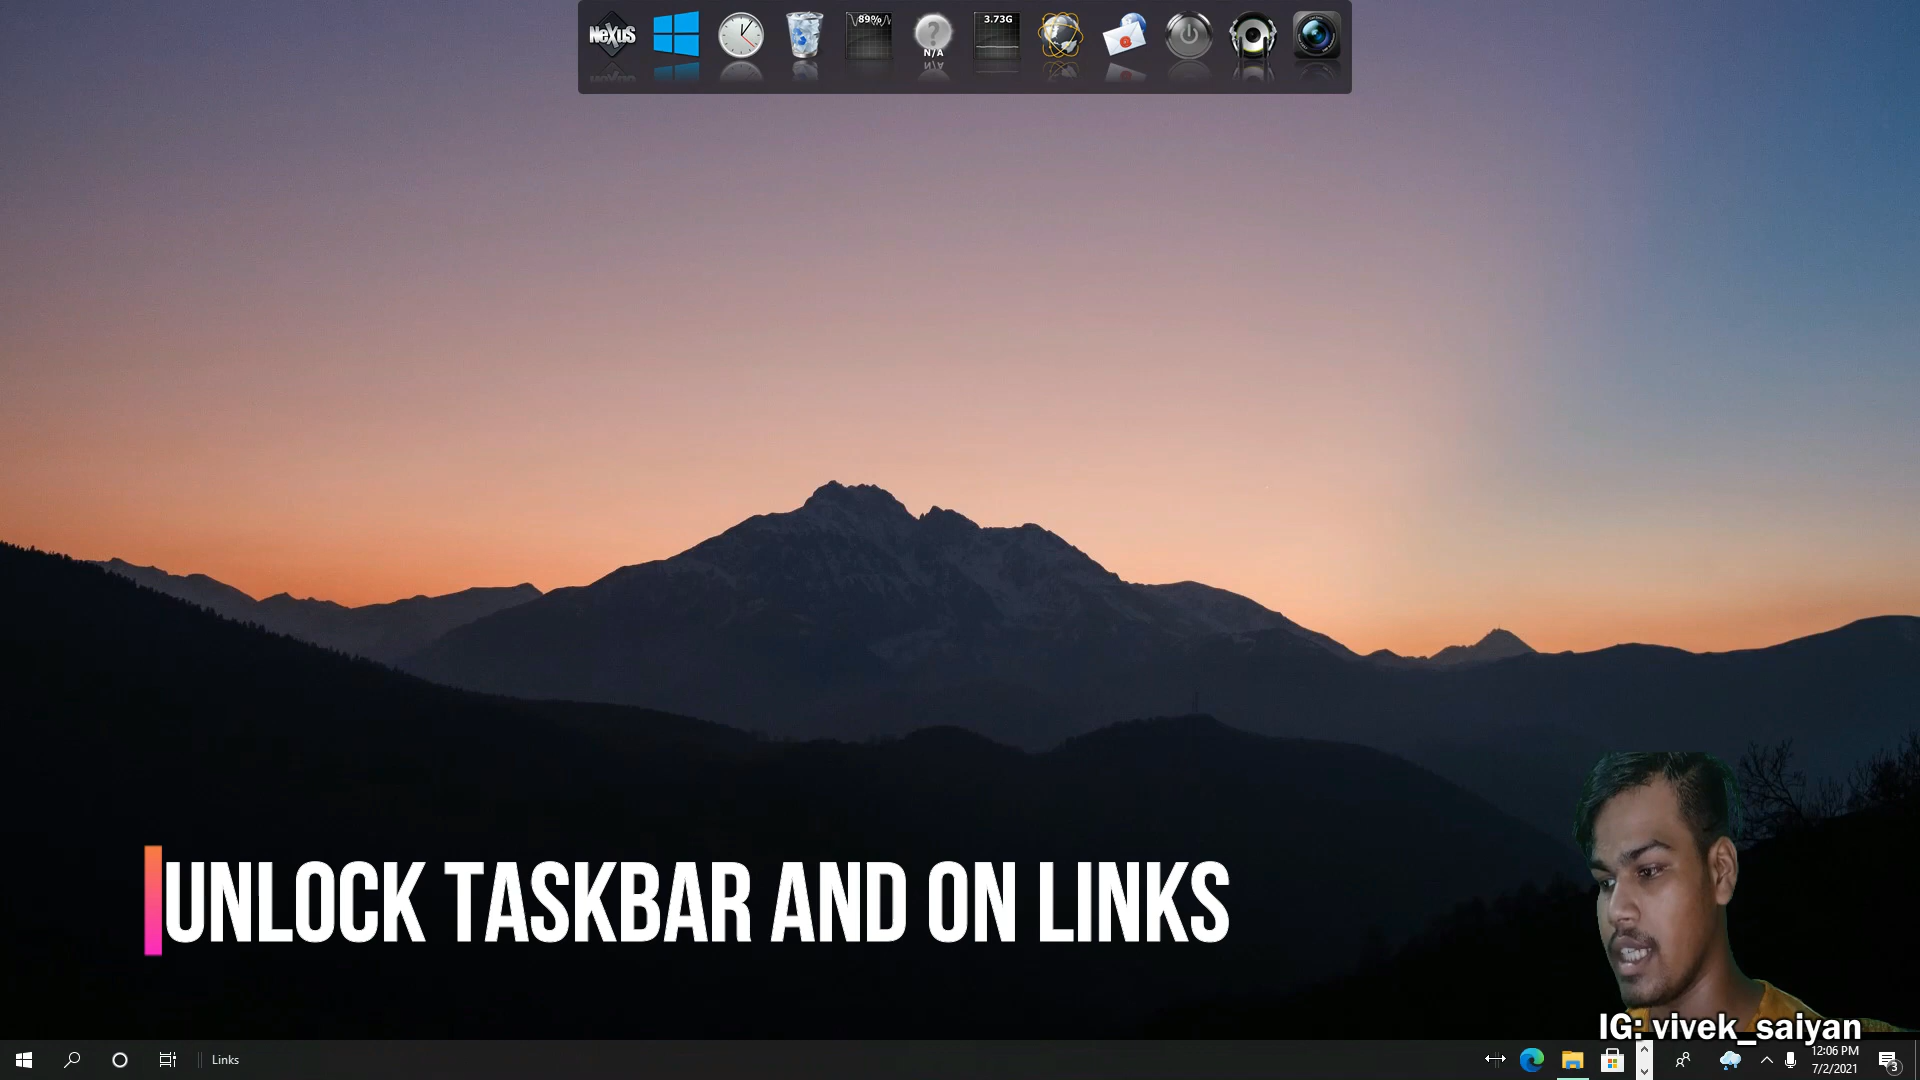 NeXuS
89%
N/A
3.73G
UNLOCK TASKBAR AND ON LINKS
IG: vivek_saiyan
Links
12:06 PM
7/2/2021
3